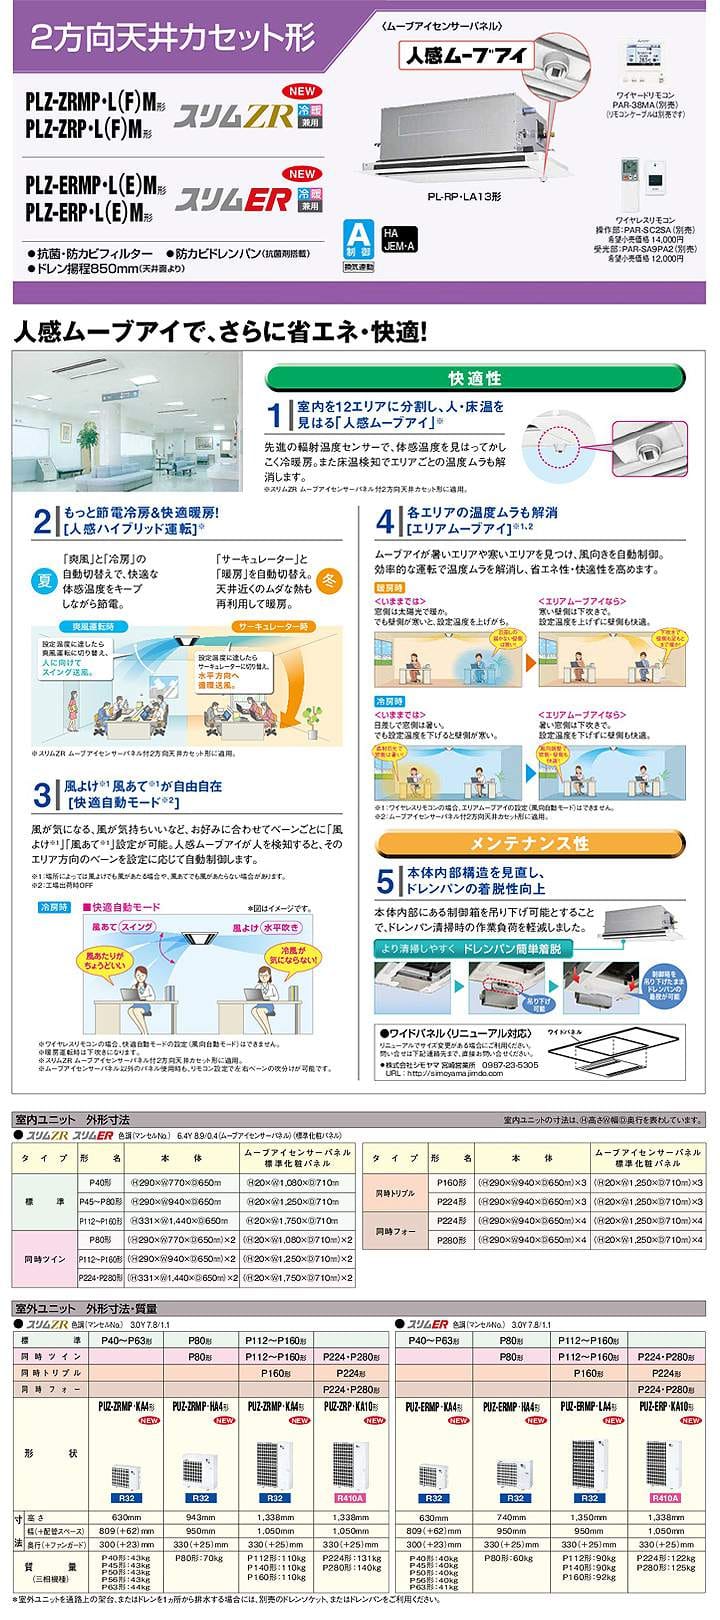 2方向天井カセット形
〈ムーブアイセンサーパネル〉
人感ムーブアイ
PLZ-ZRMP・L(F)M形
PLZ-ZRP・L(F)M形
スリムZR
NEW
冷暖兼用
PLZ-ERMP・L(E)M形
PLZ-ERP・L(E)M形
スリムER
NEW
冷暖兼用
●抗菌・防カビフィルター ●防カビドレンパン(抗菌剤搭載)
●ドレン揚程850mm(天井面より)
PL-RP・LA13形
A
制御
換気連動
HA
JEM-A
ワイヤードリモコン
PAR-38MA(別売)
(リモコンケーブルは別売です)
ワイヤレスリモコン
操作部:PAR-SC2SA(別売)
希望小売価格 14,000円
受光部:PAR-SA9PA2(別売)
希望小売価格 12,000円
人感ムーブアイで、さらに省エネ・快適!
快適性
1 室内を12エリアに分割し、人・床温を
見はる「人感ムーブアイ」※
先進の輻射温度センサーで、体感温度を見はってかし
こく冷暖房。また床温検知でエリアごとの温度ムラも解
消します。
※スリムZR ムーブアイセンサーパネル付2方向天井カセット形に適用。
2 もっと節電冷房&快適暖房!
[人感ハイブリッド運転]※
夏
「爽風」と「冷房」の
自動切替えで、快適な
体感温度をキープ
しながら節電。
「サーキュレーター」と
「暖房」を自動切替え。
天井近くのムダな熱も
再利用して暖房。
冬
爽風運転時
設定温度に達したら
爽風運転に切り替え、
人に向けて
スイング送風。
サーキュレーター時
設定温度に達したら
サーキュレーターに切り替え、
水平方向へ
循環送風。
※スリムZR ムーブアイセンサーパネル付2方向天井カセット形に適用。
3 風よけ※1 風あて※1が自由自在
[快適自動モード※2]
風が気になる、風が気持ちいいなど、お好みに合わせてベーンごとに「風
よけ※1」「風あて※1」設定が可能。人感ムーブアイが人を検知すると、その
エリア方向のベーンを設定に応じて自動制御します。
※1:場所によっては風よけでも風があたる場合や、風あてでも風があたらない場合があります。
※2:工場出荷時OFF
冷房時
■快適自動モード
※図はイメージです。
風あて スイング
風よけ 水平吹き
風あたりが
ちょうどいい
冷風が
気にならない!
※ワイヤレスリモコンの場合、快適自動モードの設定(風向自動モード)はできません。
※暖房運転時は下吹きになります。
※スリムZR ムーブアイセンサーパネル付2方向天井カセット形に適用。
※ムーブアイセンサーパネル以外のパネル使用時も、リモコン設定で左右ベーンの吹分けが可能です。
4 各エリアの温度ムラも解消
[エリアムーブアイ]※1、2
ムーブアイが暑いエリアや寒いエリアを見つけ、風向きを自動制御。
効率的な運転で温度ムラを解消し、省エネ性・快適性を高めます。
暖房時
<いままでは>
窓側は太陽光で暖か。
でも壁側が寒いと、設定温度を上げがち。
<エリアムーブアイなら>
寒い壁側は下吹きで。
設定温度を上げずに壁側も快適。
冷房時
<いままでは>
日差しで窓側は暑い。
でも設定温度を下げると壁側が寒い。
<エリアムーブアイなら>
暑い窓側は下吹きで。
設定温度を下げずに壁側も快適。
※1:ワイヤレスリモコンの場合、エリアムーブアイの設定(風向自動モード)はできません。
※2:ムーブアイセンサーパネル付2方向天井カセット形に適用。
メンテナンス性
5 本体内部構造を見直し、
ドレンパンの着脱性向上
本体内部にある制御箱を吊り下げ可能とすること
で、ドレンパン清掃時の作業負荷を軽減しました。
より清掃しやすく ドレンパン簡単着脱
吊り下げ
可能
制御箱を
吊り下げたまま
ドレンパンの
着脱が可能
●ワイドパネル〈リニューアル対応〉
リニューアルでサイズ変更がある場合にご利用ください。
問い合せは下記連絡先まで、直接お問い合せください。
●株式会社シモヤマ 宮崎営業所 0987-23-5305
URL:http://simoyama.jimdo.com
ワイドパネル
室内ユニット 外形寸法
室内ユニットの寸法は、Ⓗ高さⓌ幅Ⓓ奥行を表わしています。
●スリムZR スリムER 色調(マンセルNo.) 6.4Y 8.9/0.4(ムーブアイセンサーパネル)(標準化粧パネル)
タイプ 形名 本体 ムーブアイセンサーパネル 標準化粧パネル
標準 P40形 Ⓗ290×Ⓦ770×Ⓓ650m Ⓗ20×Ⓦ1,080×Ⓓ710m
P45~P80形 Ⓗ290×Ⓦ940×Ⓓ650m Ⓗ20×Ⓦ1,250×Ⓓ710m
P112~P160形 Ⓗ331×Ⓦ1,440×Ⓓ650m Ⓗ20×Ⓦ1,750×Ⓓ710m
同時ツイン P80形 (Ⓗ290×Ⓦ770×Ⓓ650m)×2 (Ⓗ20×Ⓦ1,080×Ⓓ710m)×2
P112~P160形 (Ⓗ290×Ⓦ940×Ⓓ650m)×2 (Ⓗ20×Ⓦ1,250×Ⓓ710m)×2
P224・P280形 (Ⓗ331×Ⓦ1,440×Ⓓ650m)×2 (Ⓗ20×Ⓦ1,750×Ⓓ710m)×2
タイプ 形名 本体 ムーブアイセンサーパネル 標準化粧パネル
同時トリプル P160形 (Ⓗ290×Ⓦ940×Ⓓ650m)×3 (Ⓗ20×Ⓦ1,250×Ⓓ710m)×3
P224形 (Ⓗ290×Ⓦ940×Ⓓ650m)×3 (Ⓗ20×Ⓦ1,250×Ⓓ710m)×3
同時フォー P224形 (Ⓗ290×Ⓦ940×Ⓓ650m)×4 (Ⓗ20×Ⓦ1,250×Ⓓ710m)×4
P280形 (Ⓗ290×Ⓦ940×Ⓓ650m)×4 (Ⓗ20×Ⓦ1,250×Ⓓ710m)×4
室外ユニット 外形寸法・質量
●スリムZR 色調(マンセルNo.) 3.0Y 7.8/1.1
標準 P40~P63形 P80形 P112~P160形
同時ツイン P80形 P112~P160形 P224・P280形
同時トリプル P160形 P224形
同時フォー P224・P280形
形状 PUZ-ZRMP・KA4形 PUZ-ZRMP・HA4形 PUZ-ZRMP・KA4形 PUZ-ZRP・KA10形
NEW NEW NEW NEW
R32 R32 R32 R410A
寸法 高さ 630mm 943mm 1,338mm 1,338mm
幅(+配管スペース) 809(+62)mm 950mm 1,050mm 1,050mm
奥行(+ファンガード) 300(+23)mm 330(+25)mm 330(+25)mm 330(+25)mm
質量
(三相機種)
P40形:43kg P80形:70kg P112形:110kg P224形:131kg
P45形:43kg P140形:110kg P280形:140kg
P50形:43kg P160形:110kg
P56形:43kg
P63形:44kg
●スリムER 色調(マンセルNo.) 3.0Y 7.8/1.1
P40~P63形 P80形 P112~P160形
P80形 P112~P160形 P224・P280形
P160形 P224形
P224・P280形
PUZ-ERMP・KA4形 PUZ-ERMP・HA4形 PUZ-ERMP・LA4形 PUZ-ERP・KA10形
NEW NEW NEW NEW
R32 R32 R32 R410A
630mm 740mm 1,350mm 1,338mm
809(+62)mm 950mm 950mm 1,050mm
300(+23)mm 330(+25)mm 330(+25)mm 330(+25)mm
P40形:40kg P80形:60kg P112形:90kg P224形:122kg
P45形:40kg P140形:90kg P280形:125kg
P50形:40kg P160形:92kg
P56形:40kg
P63形:41kg
*室外ユニットを通路上の架台、またはドレンを1ヵ所から排水する場合には、別売のドレンソケット、またはドレンパンをご利用ください。